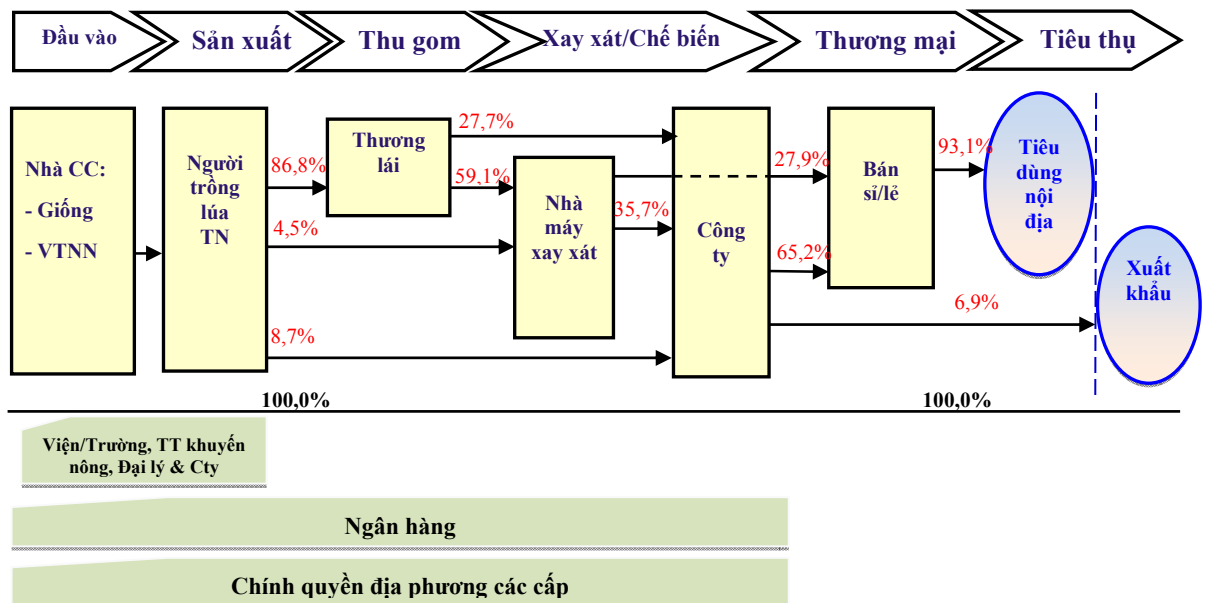 Đầu vào
Sản xuất
Thu gom
Xay xát/Chế biến
Thương mại
Tiêu thụ
Nhà CC:
- Giống
- VTNN
Người
trồng
lúa
TN
86,8%
4,5%
8,7%
Thương
lái
27,7%
59,1%
Nhà
máy
xay xát
35,7%
Công
ty
27,9%
65,2%
Bán
sỉ/lẻ
93,1%
6,9%
Tiêu
dùng
nội
địa
Xuất
khẩu
100,0%
100,0%
Viện/Trường, TT khuyến
nông, Đại lý & Cty
Ngân hàng
Chính quyền địa phương các cấp